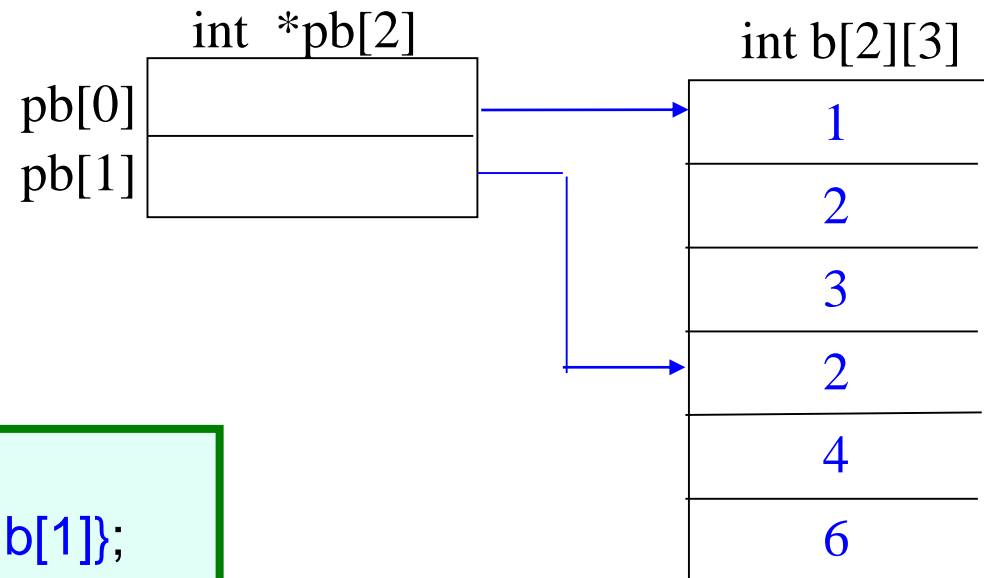 int *pb[2]
int b[2][3]
pb[0]
pb[1]
1
2
3
2
4
6
b[1]};